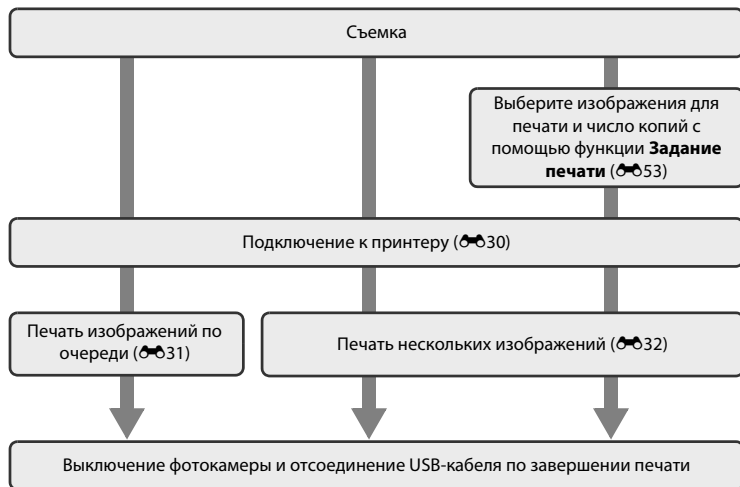 Съемка
Выберите изображения для
печати и число копий с
помощью функции Задание
печати (53)
Подключение к принтеру (30)
Печать изображений по
очереди (31)
Печать нескольких изображений (32)
Выключение фотокамеры и отсоединение USB-кабеля по завершении печати